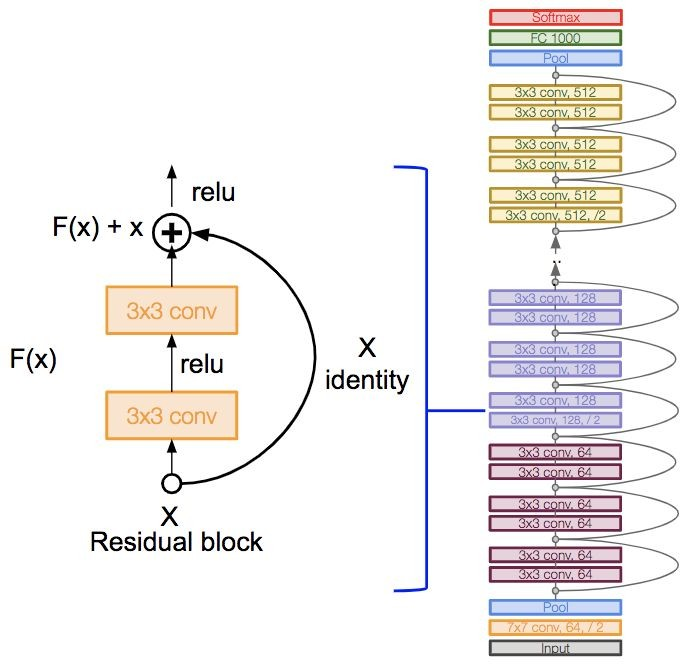 relu
F(x) + x
+
3x3 conv
F(x)
relu
X
identity
3x3 conv
X
Residual block
Softmax
FC 1000
Pool
3x3 conv, 512
3x3 conv, 512
3x3 conv, 512
3x3 conv, 512
3x3 conv, 512
3x3 conv, 512, /2
..
3x3 conv, 128
3x3 conv, 128
3x3 conv, 128
3x3 conv, 128
3x3 conv, 128
3x3 conv, 128, / 2
3x3 conv, 64
3x3 conv, 64
3x3 conv, 64
3x3 conv, 64
3x3 conv, 64
3x3 conv, 64
Pool
7x7 conv, 64, / 2
Input